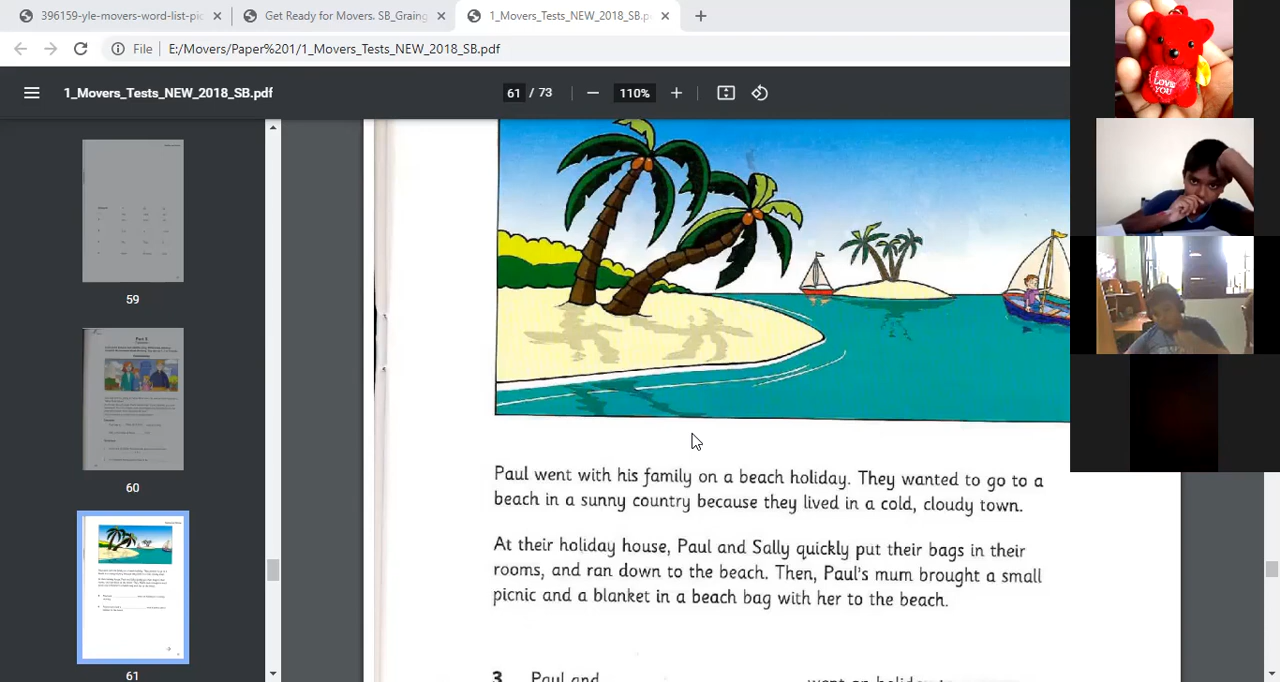 396159-yle-movers-word-list-pic
Get Ready for Movers. SB_Graing
1_Movers_Tests_NEW_2018_SB.p
File
E:/Movers/Paper%201/1_Movers_Tests_NEW_2018_SB.pdf
1_Movers_Tests_NEW_2018_SB.pdf
61 / 73
110%
59
60
61
Paul went with his family on a beach holiday. They wanted to go to a
beach in a sunny country because they lived in a cold, cloudy town.
At their holiday house, Paul and Sally quickly put their bags in their
rooms, and ran down to the beach. Then, Paul's mum brought a small
picnic and a blanket in a beach bag with her to the beach.
3 Paul and went on holiday to
I
LOVE
YOU